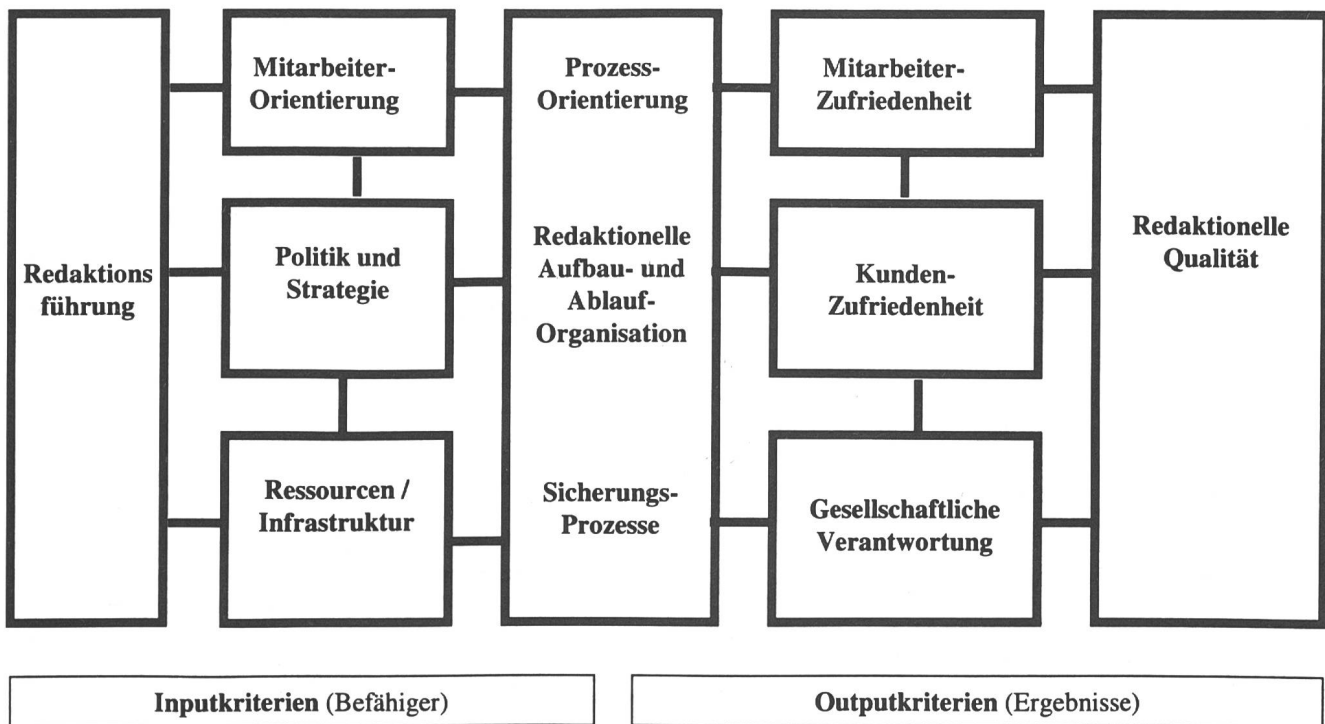 Redaktions
führung
Mitarbeiter-
Orientierung
Politik und
Strategie
Ressourcen /
Infrastruktur
Prozess-
Orientierung
Redaktionelle
Aufbau- und
Ablauf-
Organisation
Sicherungs-
Prozesse
Mitarbeiter-
Zufriedenheit
Kunden-
Zufriedenheit
Gesellschaftliche
Verantwortung
Redaktionelle
Qualität
Inputkriterien (Befähiger)
Outputkriterien (Ergebnisse)